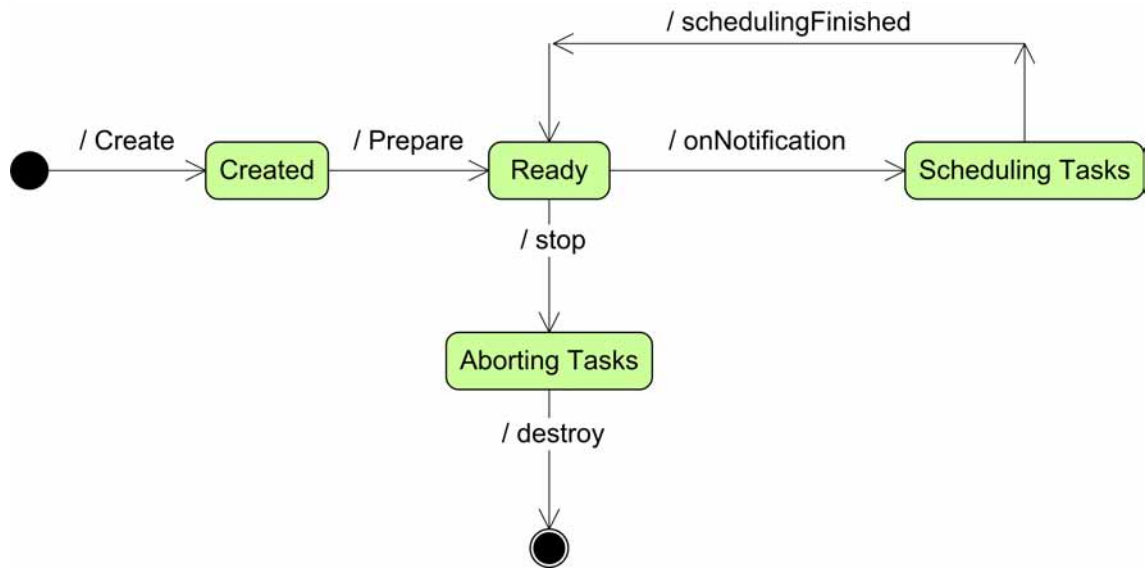 / schedulingFinished
/ Create
/ Prepare
/ onNotification
Created
Ready
Scheduling Tasks
/ stop
Aborting Tasks
/ destroy